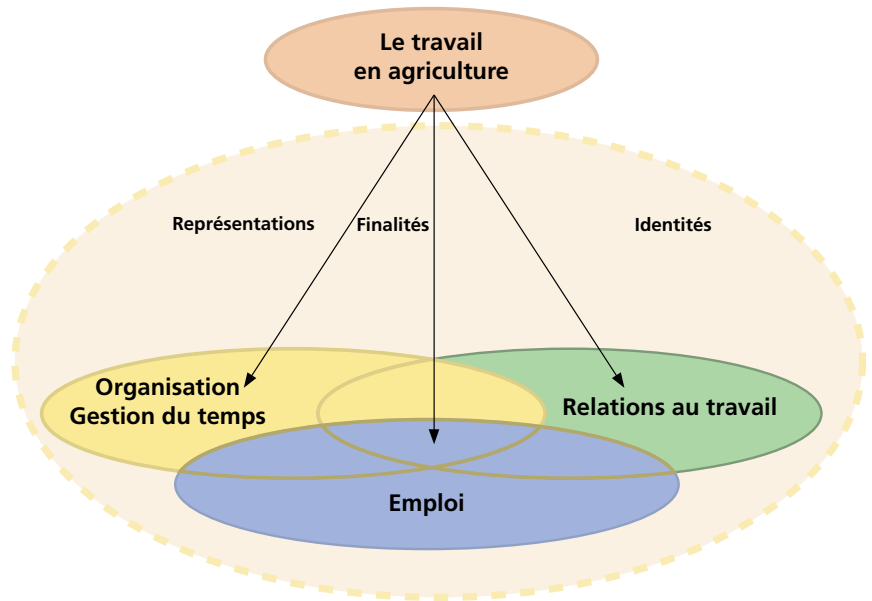 Le travail
en agriculture
Représentations
Finalités
Identités
Organisation
Gestion du temps
Relations au travail
Emploi